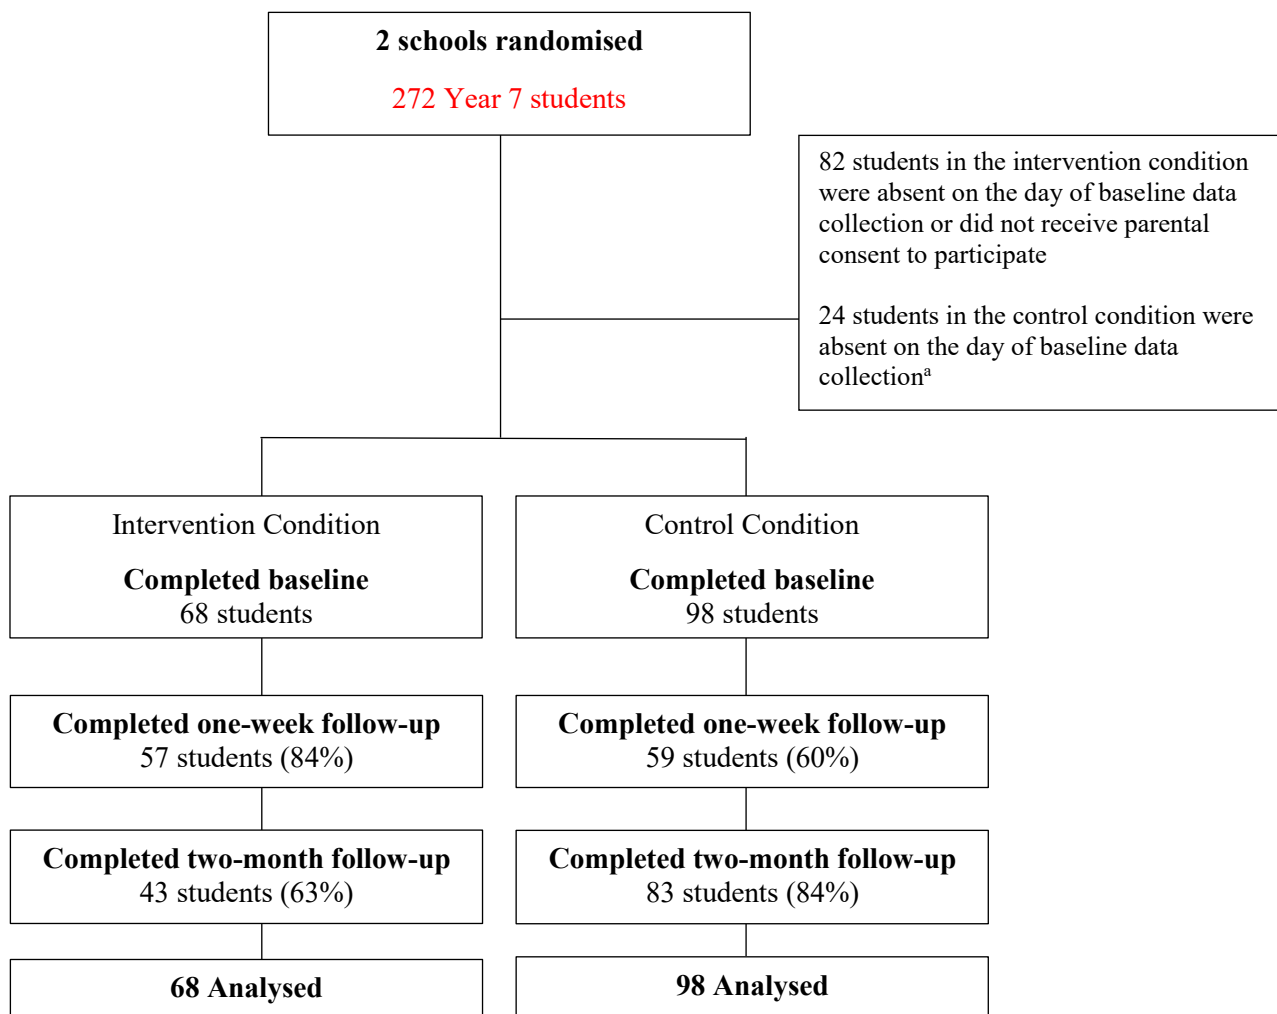 2 schools randomised
272 Year 7 students
82 students in the intervention condition
were absent on the day of baseline data
collection or did not receive parental
consent to participate
24 students in the control condition were
absent on the day of baseline data
collectionᵃ
Intervention Condition
Completed baseline
68 students
Control Condition
Completed baseline
98 students
Completed one-week follow-up
57 students (84%)
Completed one-week follow-up
59 students (60%)
Completed two-month follow-up
43 students (63%)
Completed two-month follow-up
83 students (84%)
68 Analysed
98 Analysed